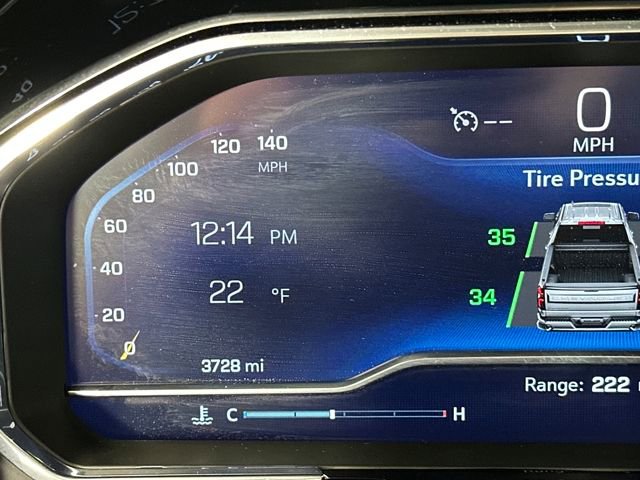 0
MPH
--
120 140
MPH
100
80
60
40
20
0
12:14 PM
22 °F
3728 mi
Tire Pressu
35
34
CHEVROLET
Range: 222
C H